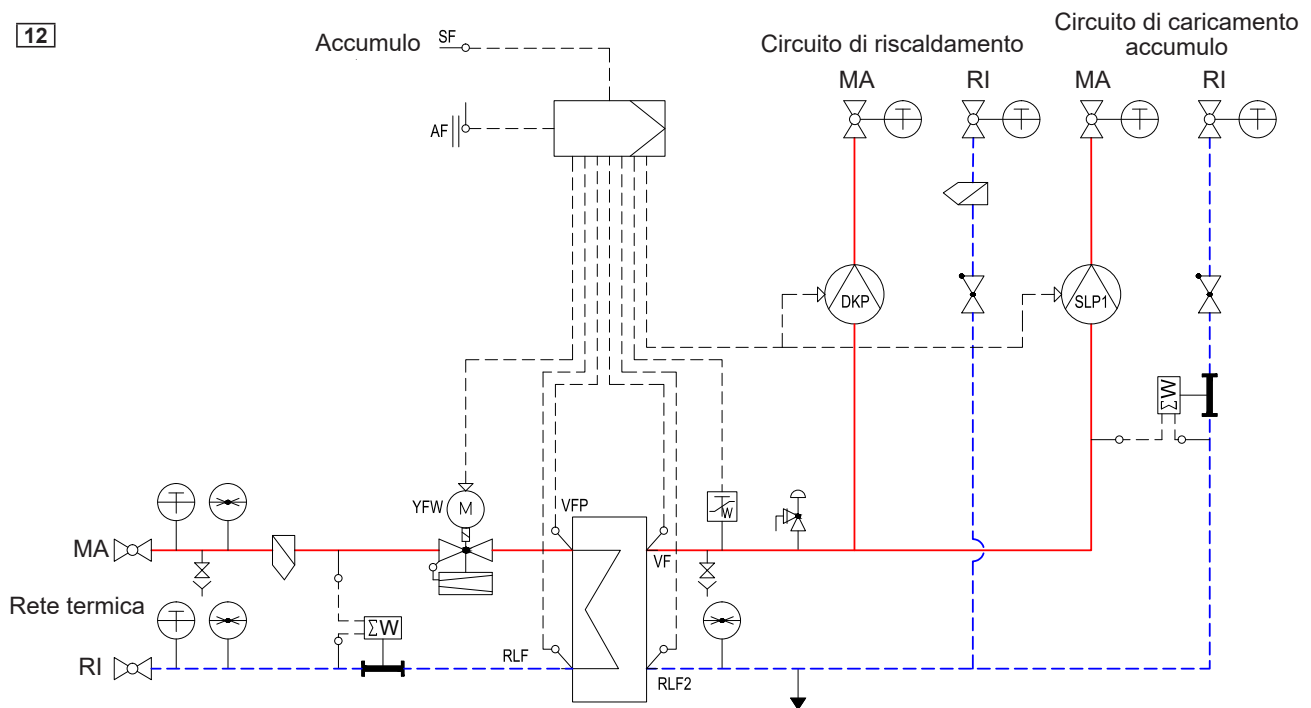 12
Accumulo
SF
Circuito di riscaldamento
Circuito di caricamento
accumulo
MA
RI
MA
RI
T
T
T
T
AF
DKP
SLP1
ΣW
YFW
M
VFP
W
T
MA
VF
Rete termica
T
ΣW
RI
RLF
RLF2